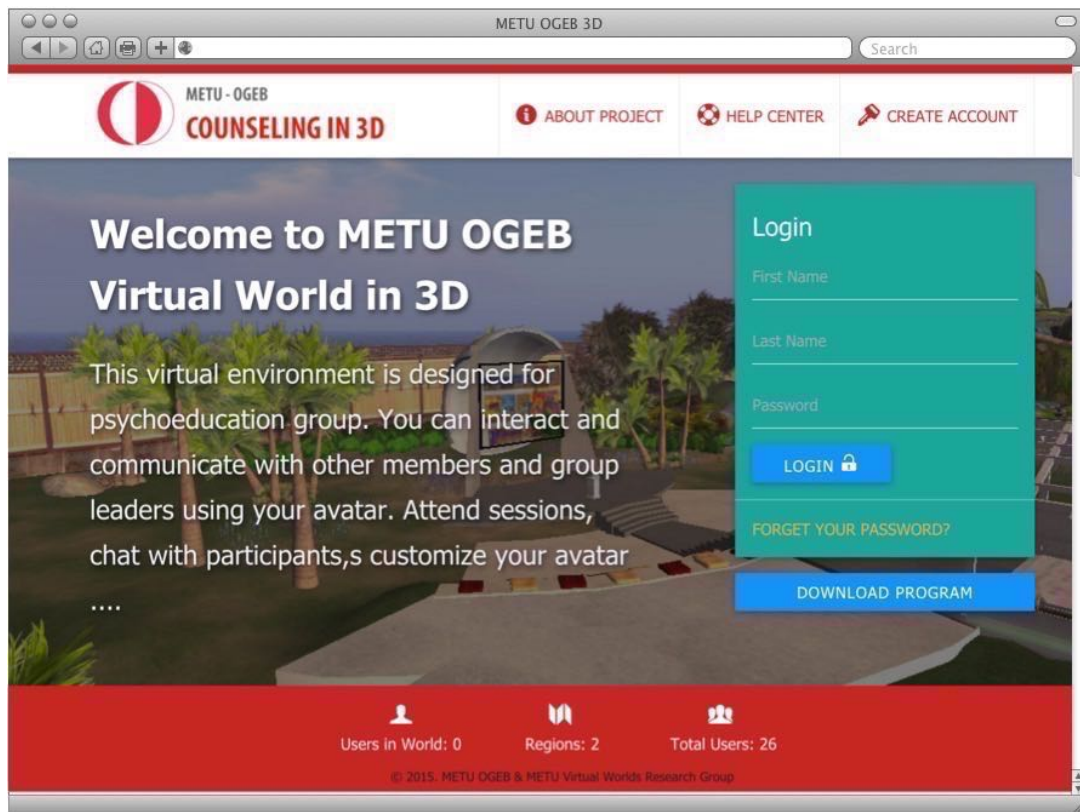 METU OGEB 3D
Search
METU - OGEB
COUNSELING IN 3D
ABOUT PROJECT
HELP CENTER
CREATE ACCOUNT
Welcome to METU OGEB
Virtual World in 3D
This virtual environment is designed for
psychoeducation group. You can interact and
communicate with other members and group
leaders using your avatar. Attend sessions,
chat with participants,s customize your avatar
....
Login
First Name
Last Name
Password
LOGIN
FORGET YOUR PASSWORD?
DOWNLOAD PROGRAM
Users in World: 0
Regions: 2
Total Users: 26
© 2015. METU OGEB & METU Virtual Worlds Research Group